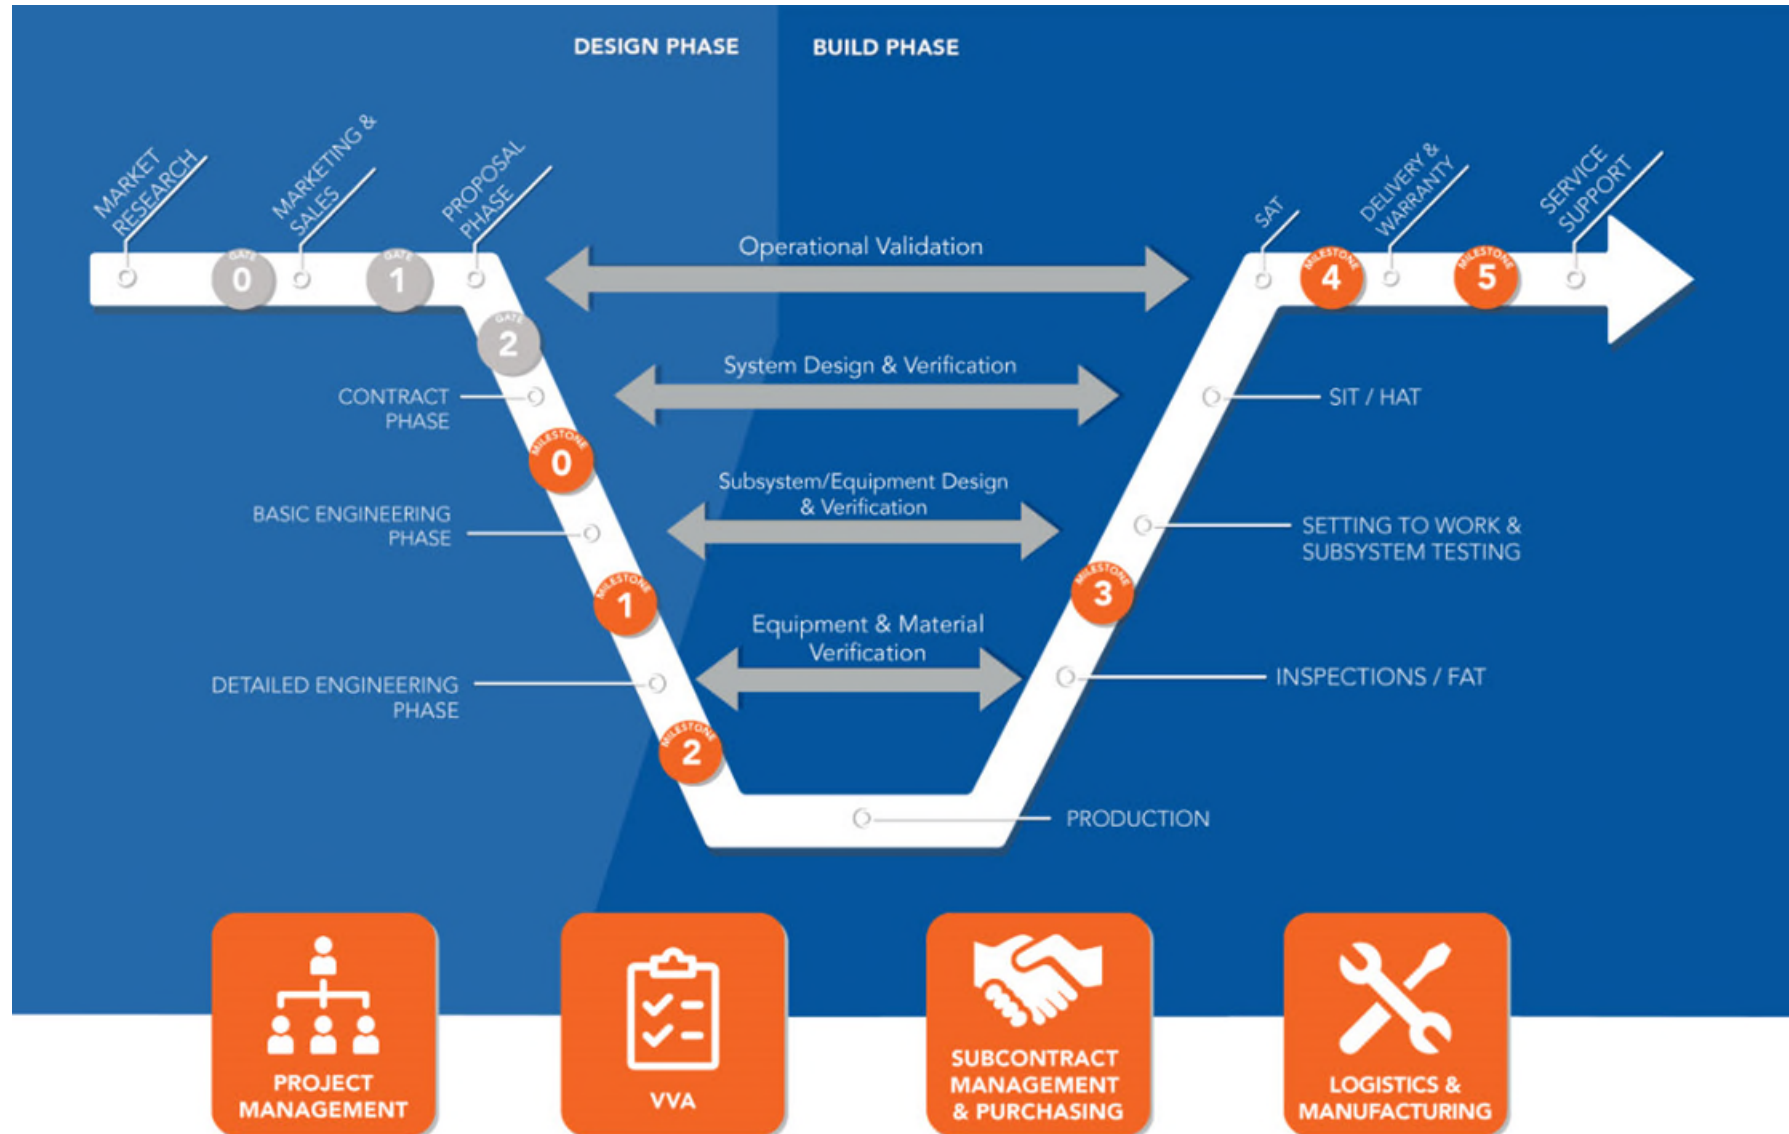 DESIGN PHASE
BUILD PHASE
MARKET
RESEARCH
MARKETING &
SALES
PROPOSAL
PHASE
SAT
DELIVERY &
WARRANTY
SERVICE
SUPPORT
GATE
0
GATE
1
GATE
2
MILESTONE
4
MILESTONE
5
Operational Validation
System Design & Verification
CONTRACT
PHASE
SIT / HAT
MILESTONE
0
Subsystem/Equipment Design
& Verification
BASIC ENGINEERING
PHASE
SETTING TO WORK &
SUBSYSTEM TESTING
MILESTONE
1
MILESTONE
3
Equipment & Material
Verification
DETAILED ENGINEERING
PHASE
INSPECTIONS / FAT
MILESTONE
2
PRODUCTION
PROJECT
MANAGEMENT
VVA
SUBCONTRACT
MANAGEMENT
& PURCHASING
LOGISTICS &
MANUFACTURING